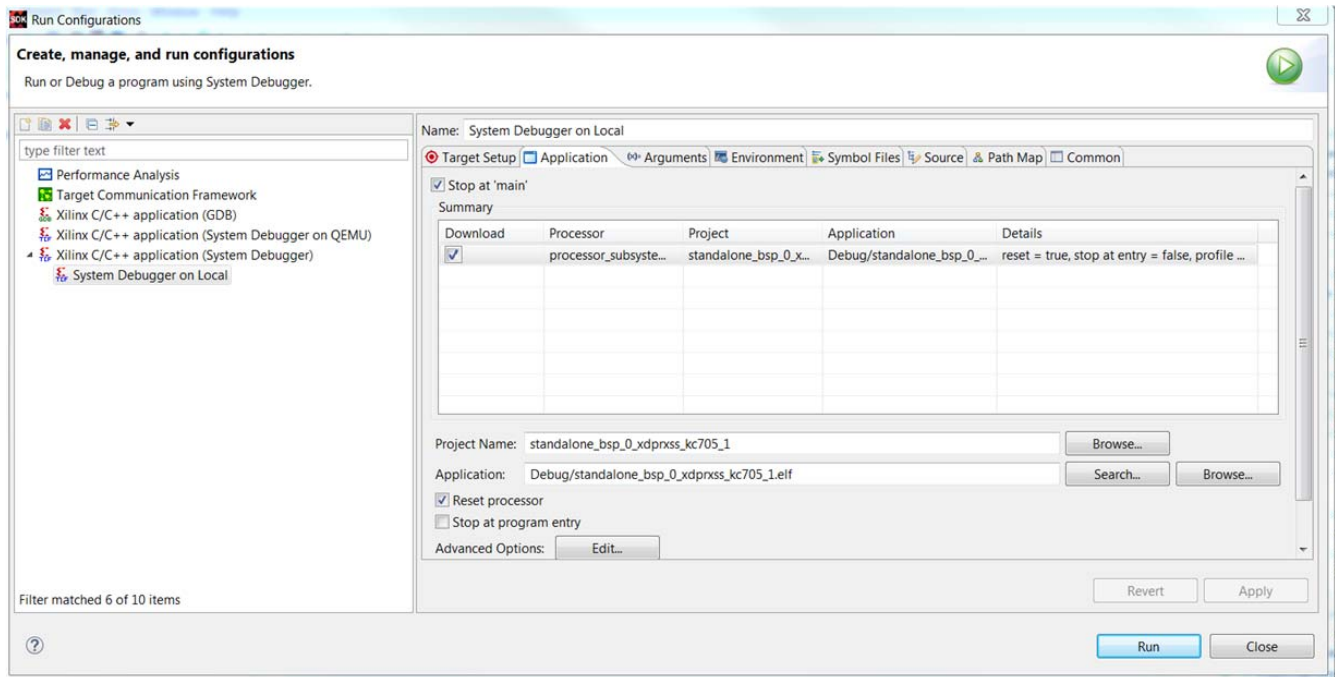 SDK Run Configurations
Create, manage, and run configurations
Run or Debug a program using System Debugger.
type filter text
Performance Analysis
Target Communication Framework
Xilinx C/C++ application (GDB)
Xilinx C/C++ application (System Debugger on QEMU)
Xilinx C/C++ application (System Debugger)
System Debugger on Local
Filter matched 6 of 10 items
Name: System Debugger on Local
Target Setup Application Arguments Environment Symbol Files Source Path Map Common
Stop at 'main'
Summary
Download Processor Project Application Details
processor_subsyste... standalone_bsp_0_x... Debug/standalone_bsp_0_... reset = true, stop at entry = false, profile ...
Project Name: standalone_bsp_0_xdprxss_kc705_1 Browse...
Application: Debug/standalone_bsp_0_xdprxss_kc705_1.elf Search... Browse...
Reset processor
Stop at program entry
Advanced Options: Edit...
Revert Apply
? Run Close